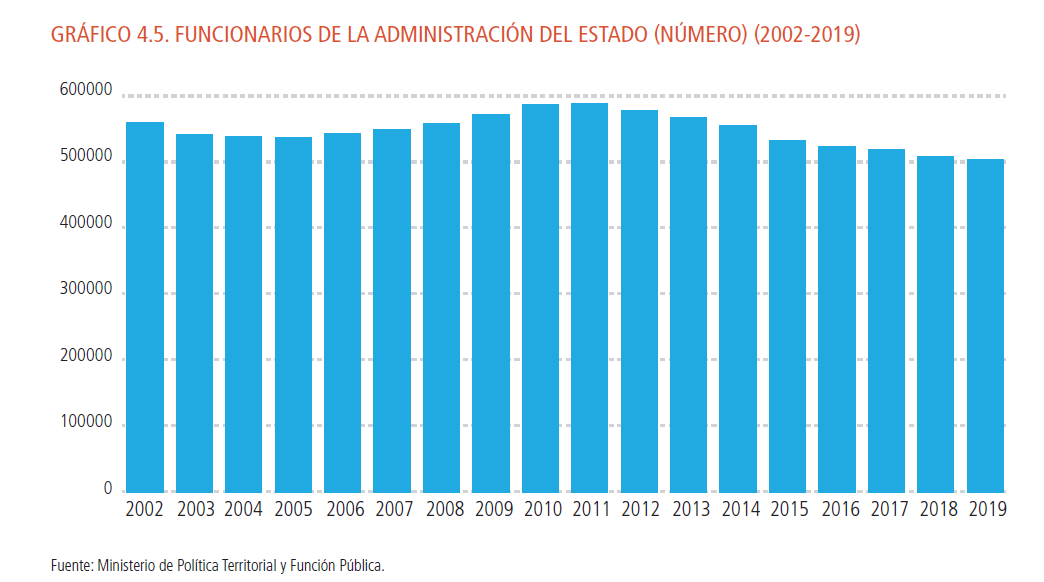 GRÁFICO 4.5. FUNCIONARIOS DE LA ADMINISTRACIÓN DEL ESTADO (NÚMERO) (2002-2019)
600000
500000
400000
300000
200000
100000
0
2002 2003 2004 2005 2006 2007 2008 2009 2010 2011 2012 2013 2014 2015 2016 2017 2018 2019
Fuente: Ministerio de Política Territorial y Función Pública.